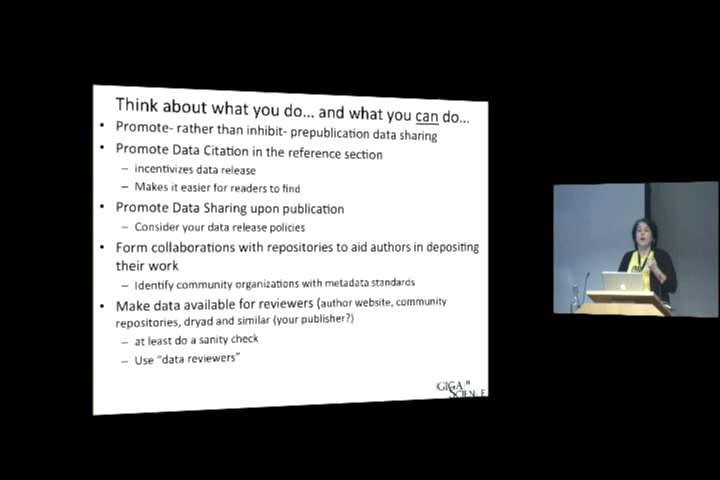 Think about what you do... and what you can do...
• Promote- rather than inhibit- prepublication data sharing
• Promote Data Citation in the reference section
– incentivizes data release
– Makes it easier for readers to find
• Promote Data Sharing upon publication
– Consider your data release policies
• Form collaborations with repositories to aid authors in depositing
their work
– Identify community organizations with metadata standards
• Make data available for reviewers (author website, community
repositories, dryad and similar (your publisher?)
– at least do a sanity check
– Use “data reviewers”
GIGA
SCIENCE